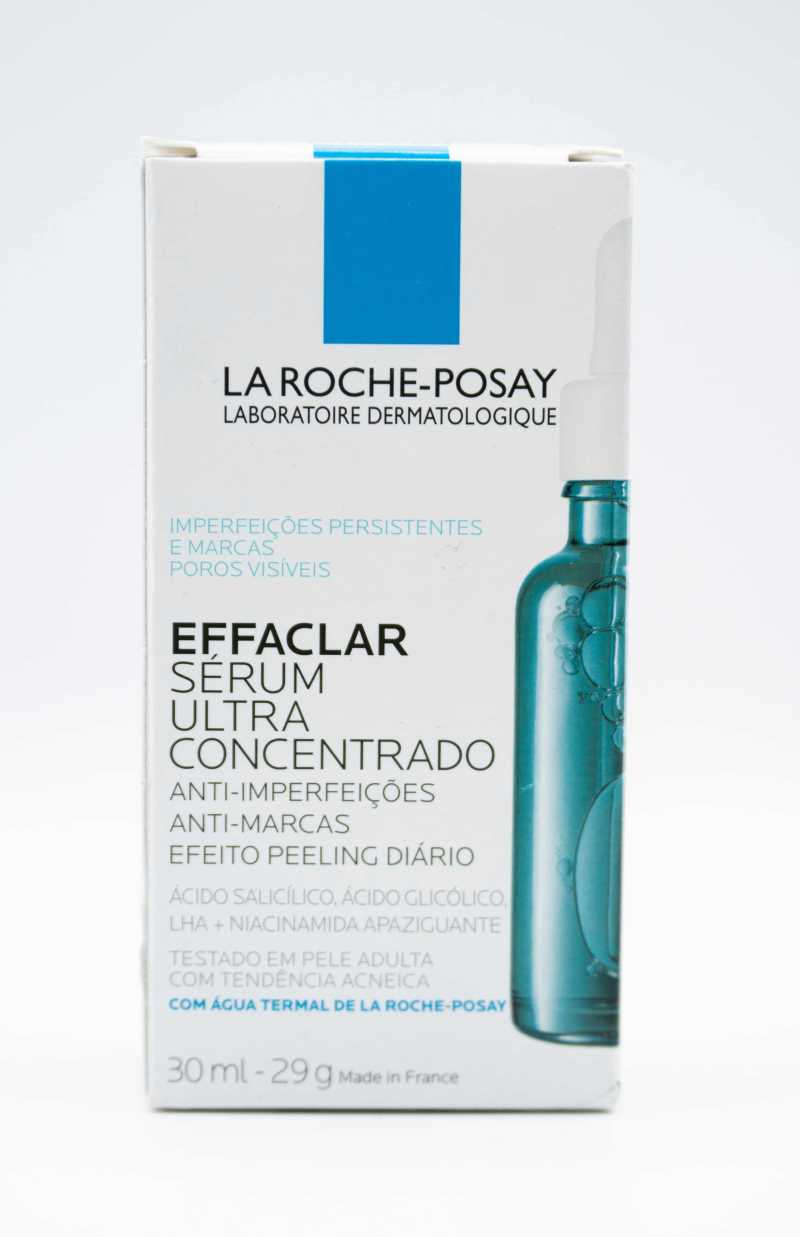 LA ROCHE-POSAY
LABORATOIRE DERMATOLOGIQUE
IMPERFEIÇÕES PERSISTENTES
E MARCAS
POROS VISÍVEIS
EFFACLAR
SÉRUM
ULTRA
CONCENTRADO
ANTI-IMPERFEIÇÕES
ANTI-MARCAS
EFEITO PEELING DIÁRIO
ÁCIDO SALICÍLICO, ÁCIDO GLICÓLICO,
LHA + NIACINAMIDA APAZIGUANTE
TESTADO EM PELE ADULTA
COM TENDÊNCIA ACNEICA
COM ÁGUA TERMAL DE LA ROCHE-POSAY
30 ml - 29 g Made in France